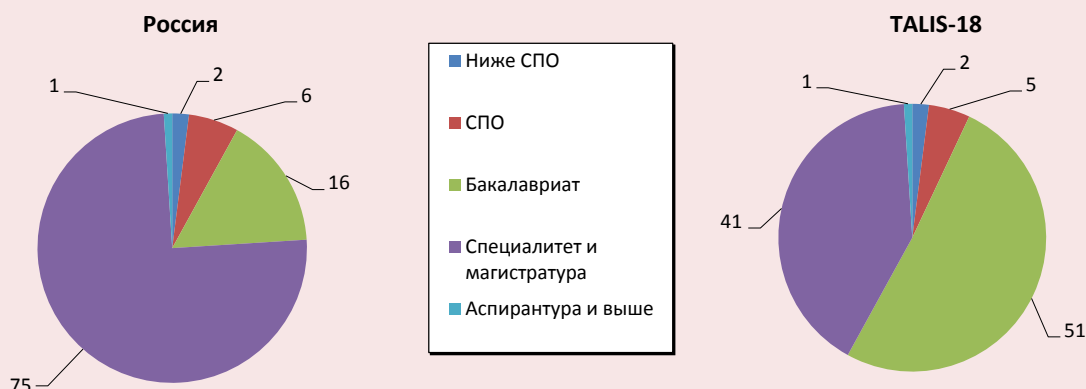 Россия
1
2
6
16
75
Ниже СПО
СПО
Бакалавриат
Специалитет и
магистратура
Аспирантура и выше
TALIS-18
1
2
5
41
51